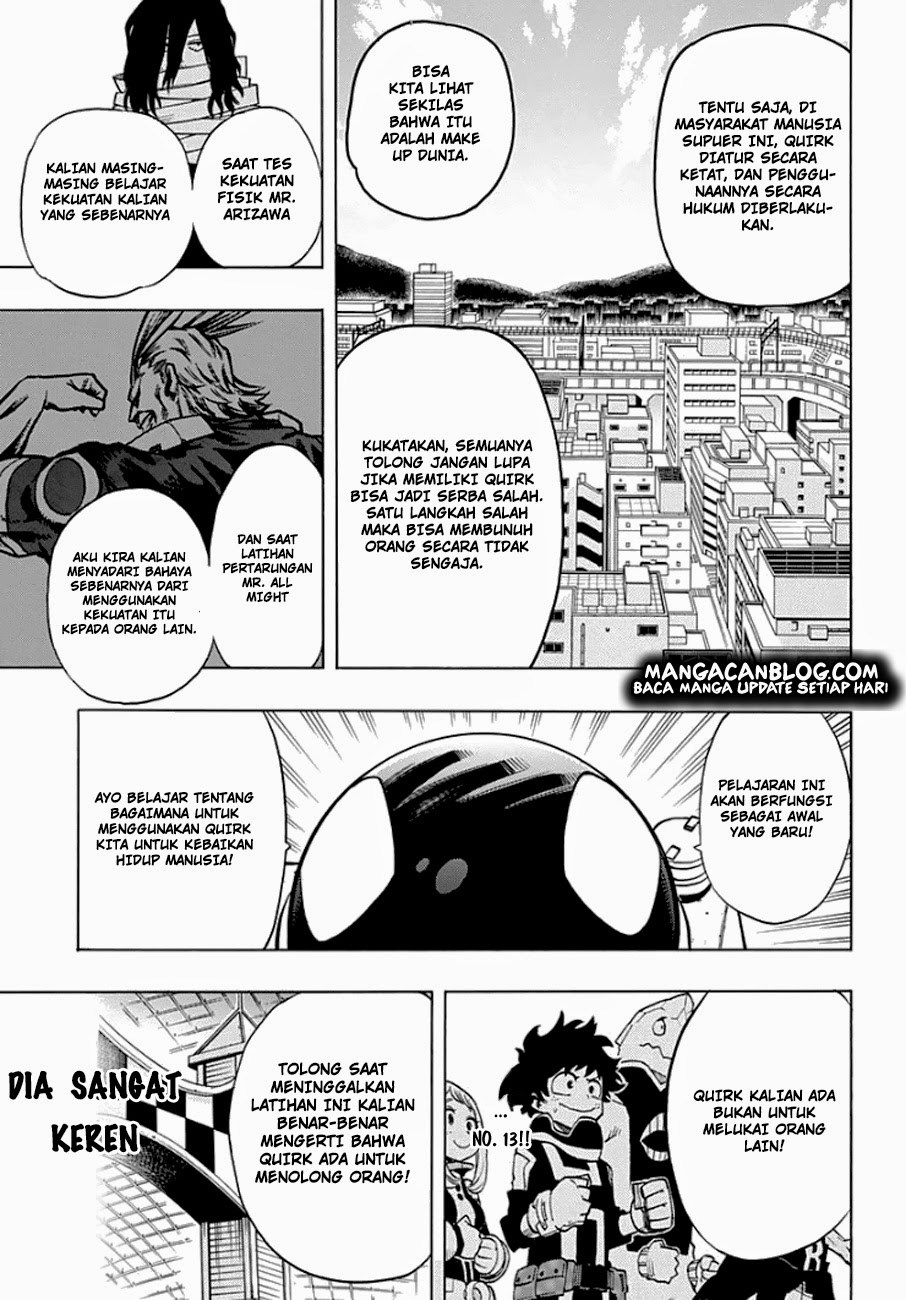 TENTU SAJA, DI
MASYARAKAT MANUSIA
SUPUER INI, QUIRK
DIATUR SECARA
KETAT, DAN PENGGU-
NAANNYA SECARA
HUKUM DIBERLAKU-
KAN.
BISA
KITA LIHAT
SEKILAS
BAHWA ITU
ADALAH MAKE
UP DUNIA.
KUKATAKAN, SEMUANYA
TOLONG JANGAN LUPA
JIKA MEMILIKI QUIRK
BISA JADI SERBA SALAH.
SATU LANGKAH SALAH
MAKA BISA MEMBUNUH
ORANG SECARA TIDAK
SENGAJA.
SAAT TES
KEKUATAN
FISIK MR.
ARIZAWA
KALIAN MASING-
MASING BELAJAR
KEKUATAN KALIAN
YANG SEBENARNYA
DAN SAAT
LATIHAN
PERTARUNGAN
MR. ALL
MIGHT
AKU KIRA KALIAN
MENYADARI BAHAYA
SEBENARNYA DARI
MENGGUNAKAN
KEKUATAN ITU
KEPADA ORANG LAIN.
MANGACANBLOG.COM
BACA MANGA UPDATE SETIAP HARI
PELAJARAN INI
AKAN BERFUNGSI
SEBAGAI AWAL
YANG BARU!
AYO BELAJAR TENTANG
BAGAIMANA UNTUK
MENGGUNAKAN QUIRK
KITA UNTUK KEBAIKAN
HIDUP MANUSIA!
QUIRK KALIAN ADA
BUKAN UNTUK
MELUKAI ORANG
LAIN!
...
NO. 13!!
TOLONG SAAT
MENINGGALKAN
LATIHAN INI KALIAN
BENAR-BENAR
MENGERTI BAHWA
QUIRK ADA UNTUK
MENOLONG ORANG!
DIA SANGAT
KEREN